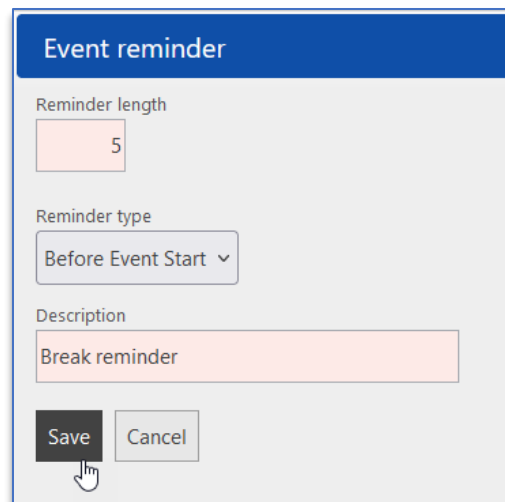 Event reminder
Reminder length
5
Reminder type
Before Event Start
Description
Break reminder
Save Cancel